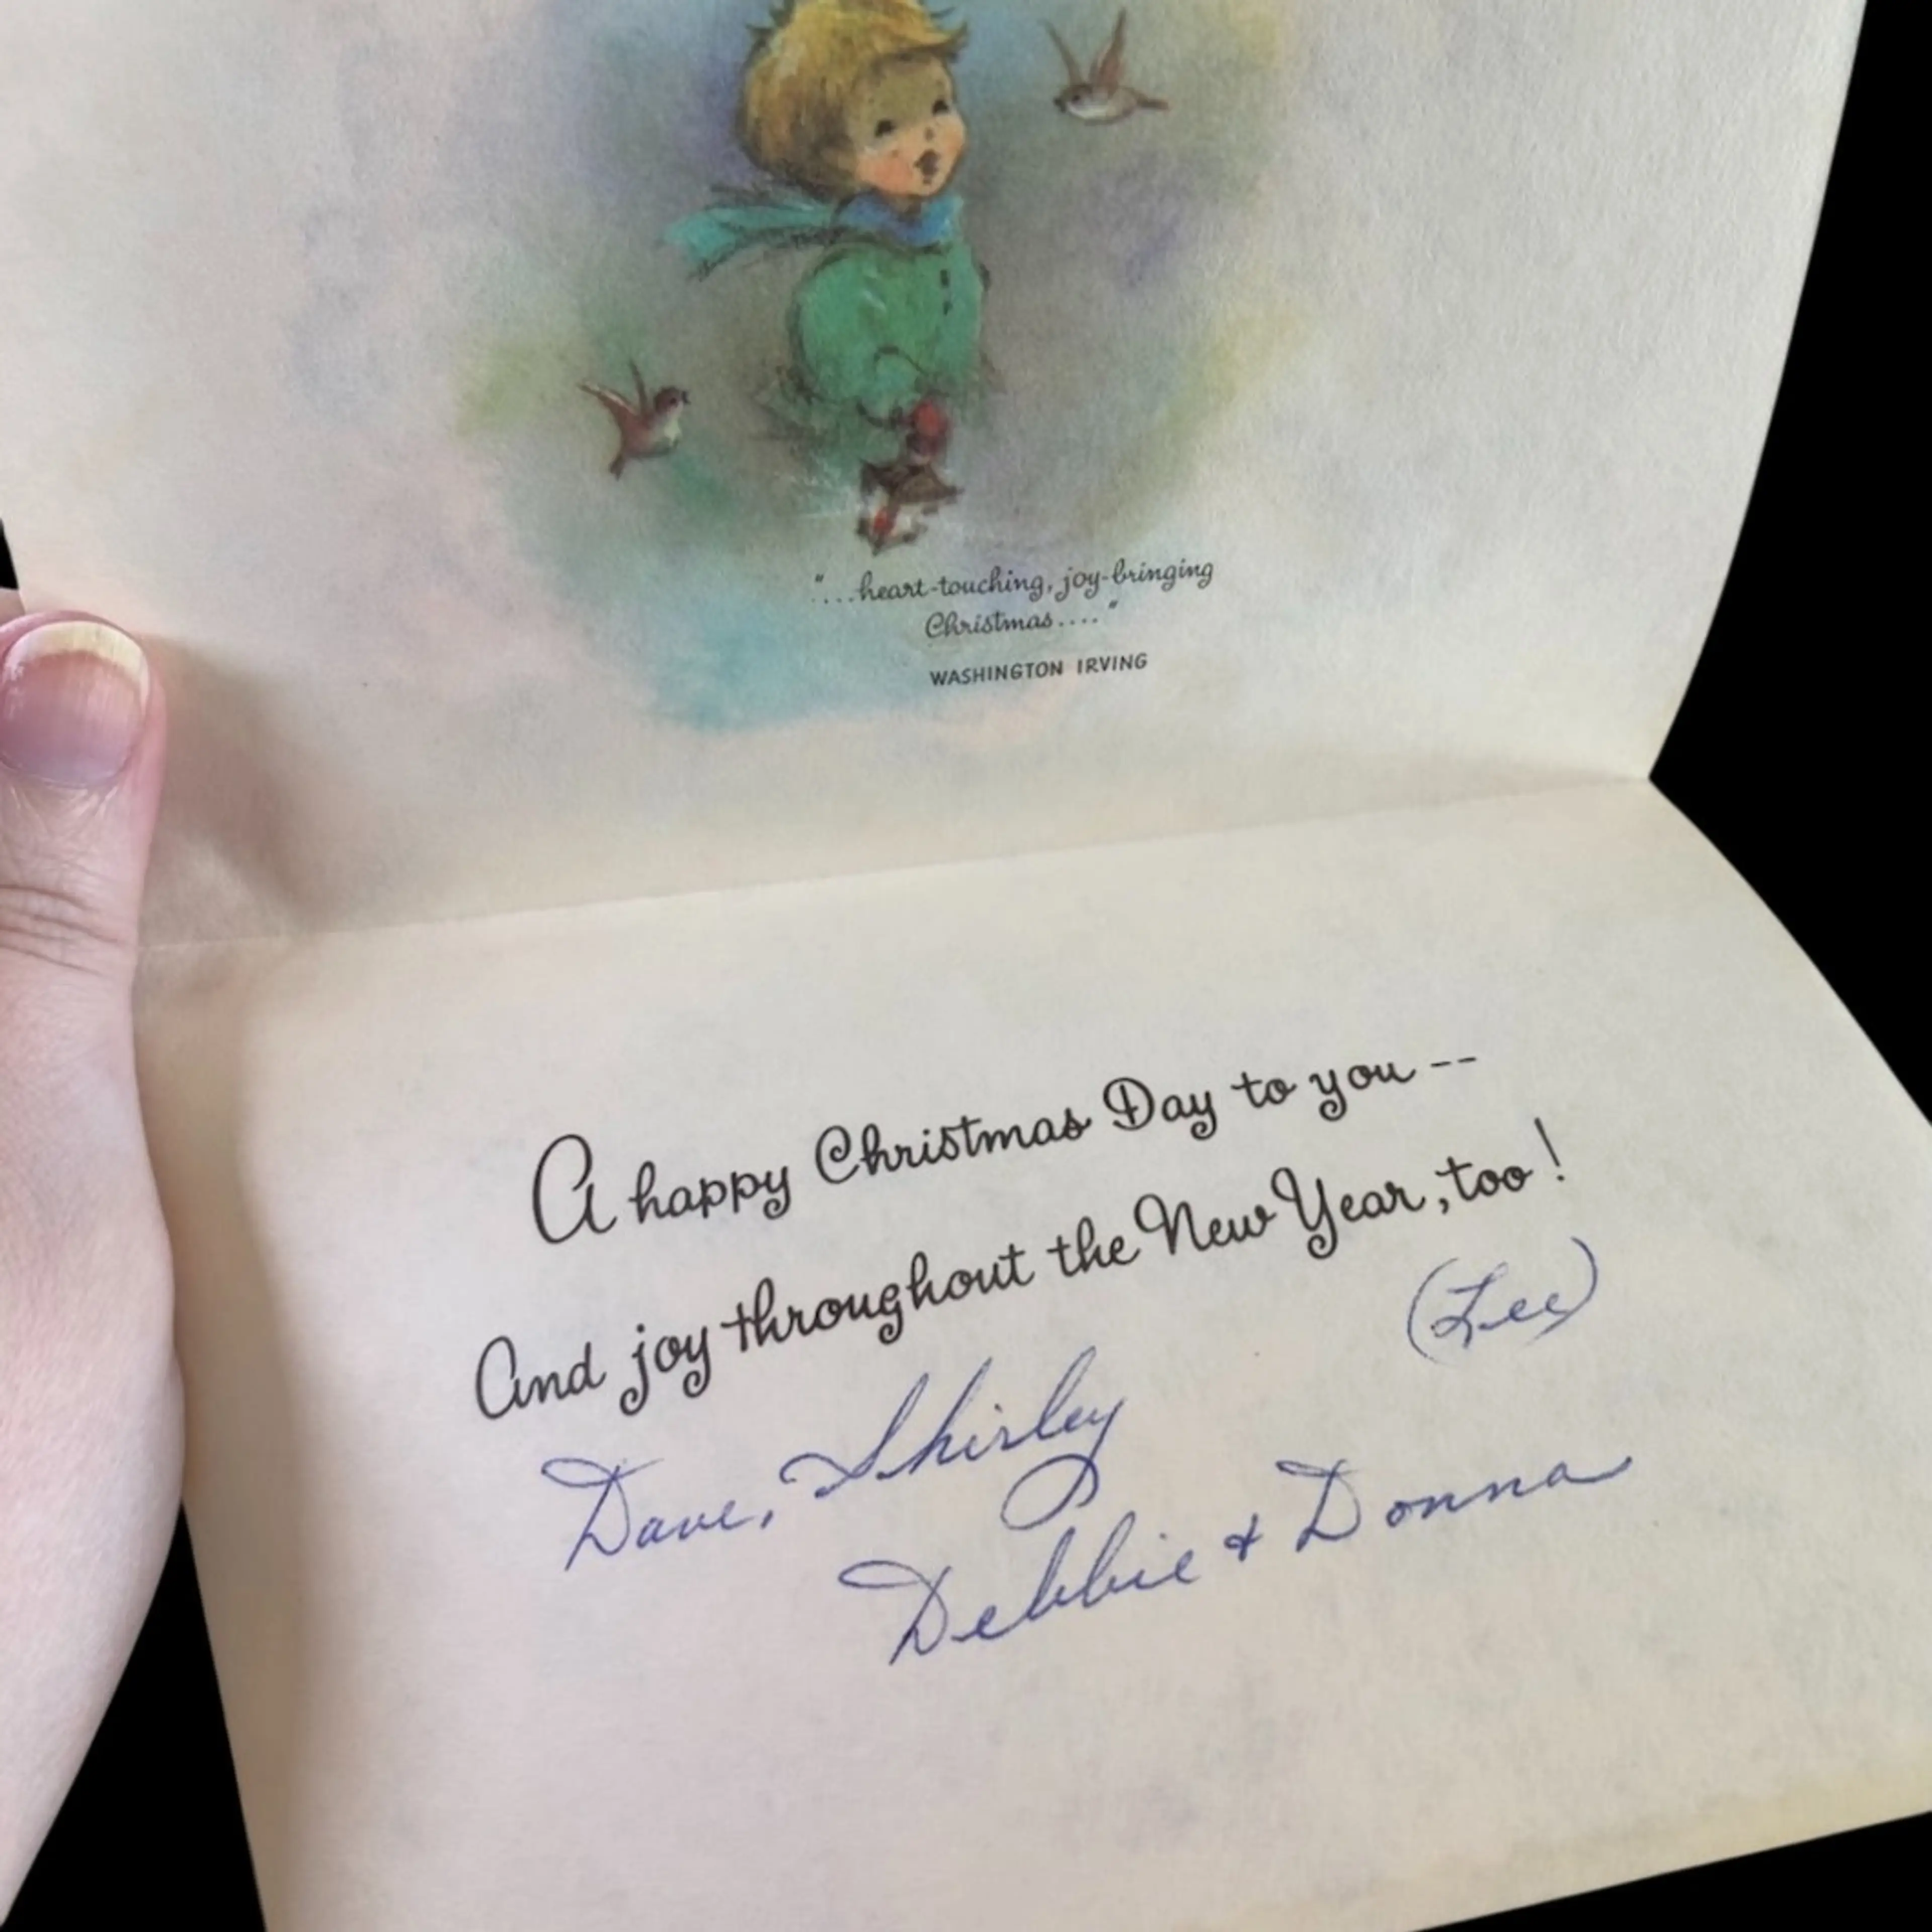 "...heart-touching, joy-bringing
Christmas...."
WASHINGTON IRVING
A happy Christmas Day to you --
And joy throughout the New Year, too!
(Lee)
Dave, Shirley
Debbie & Donna